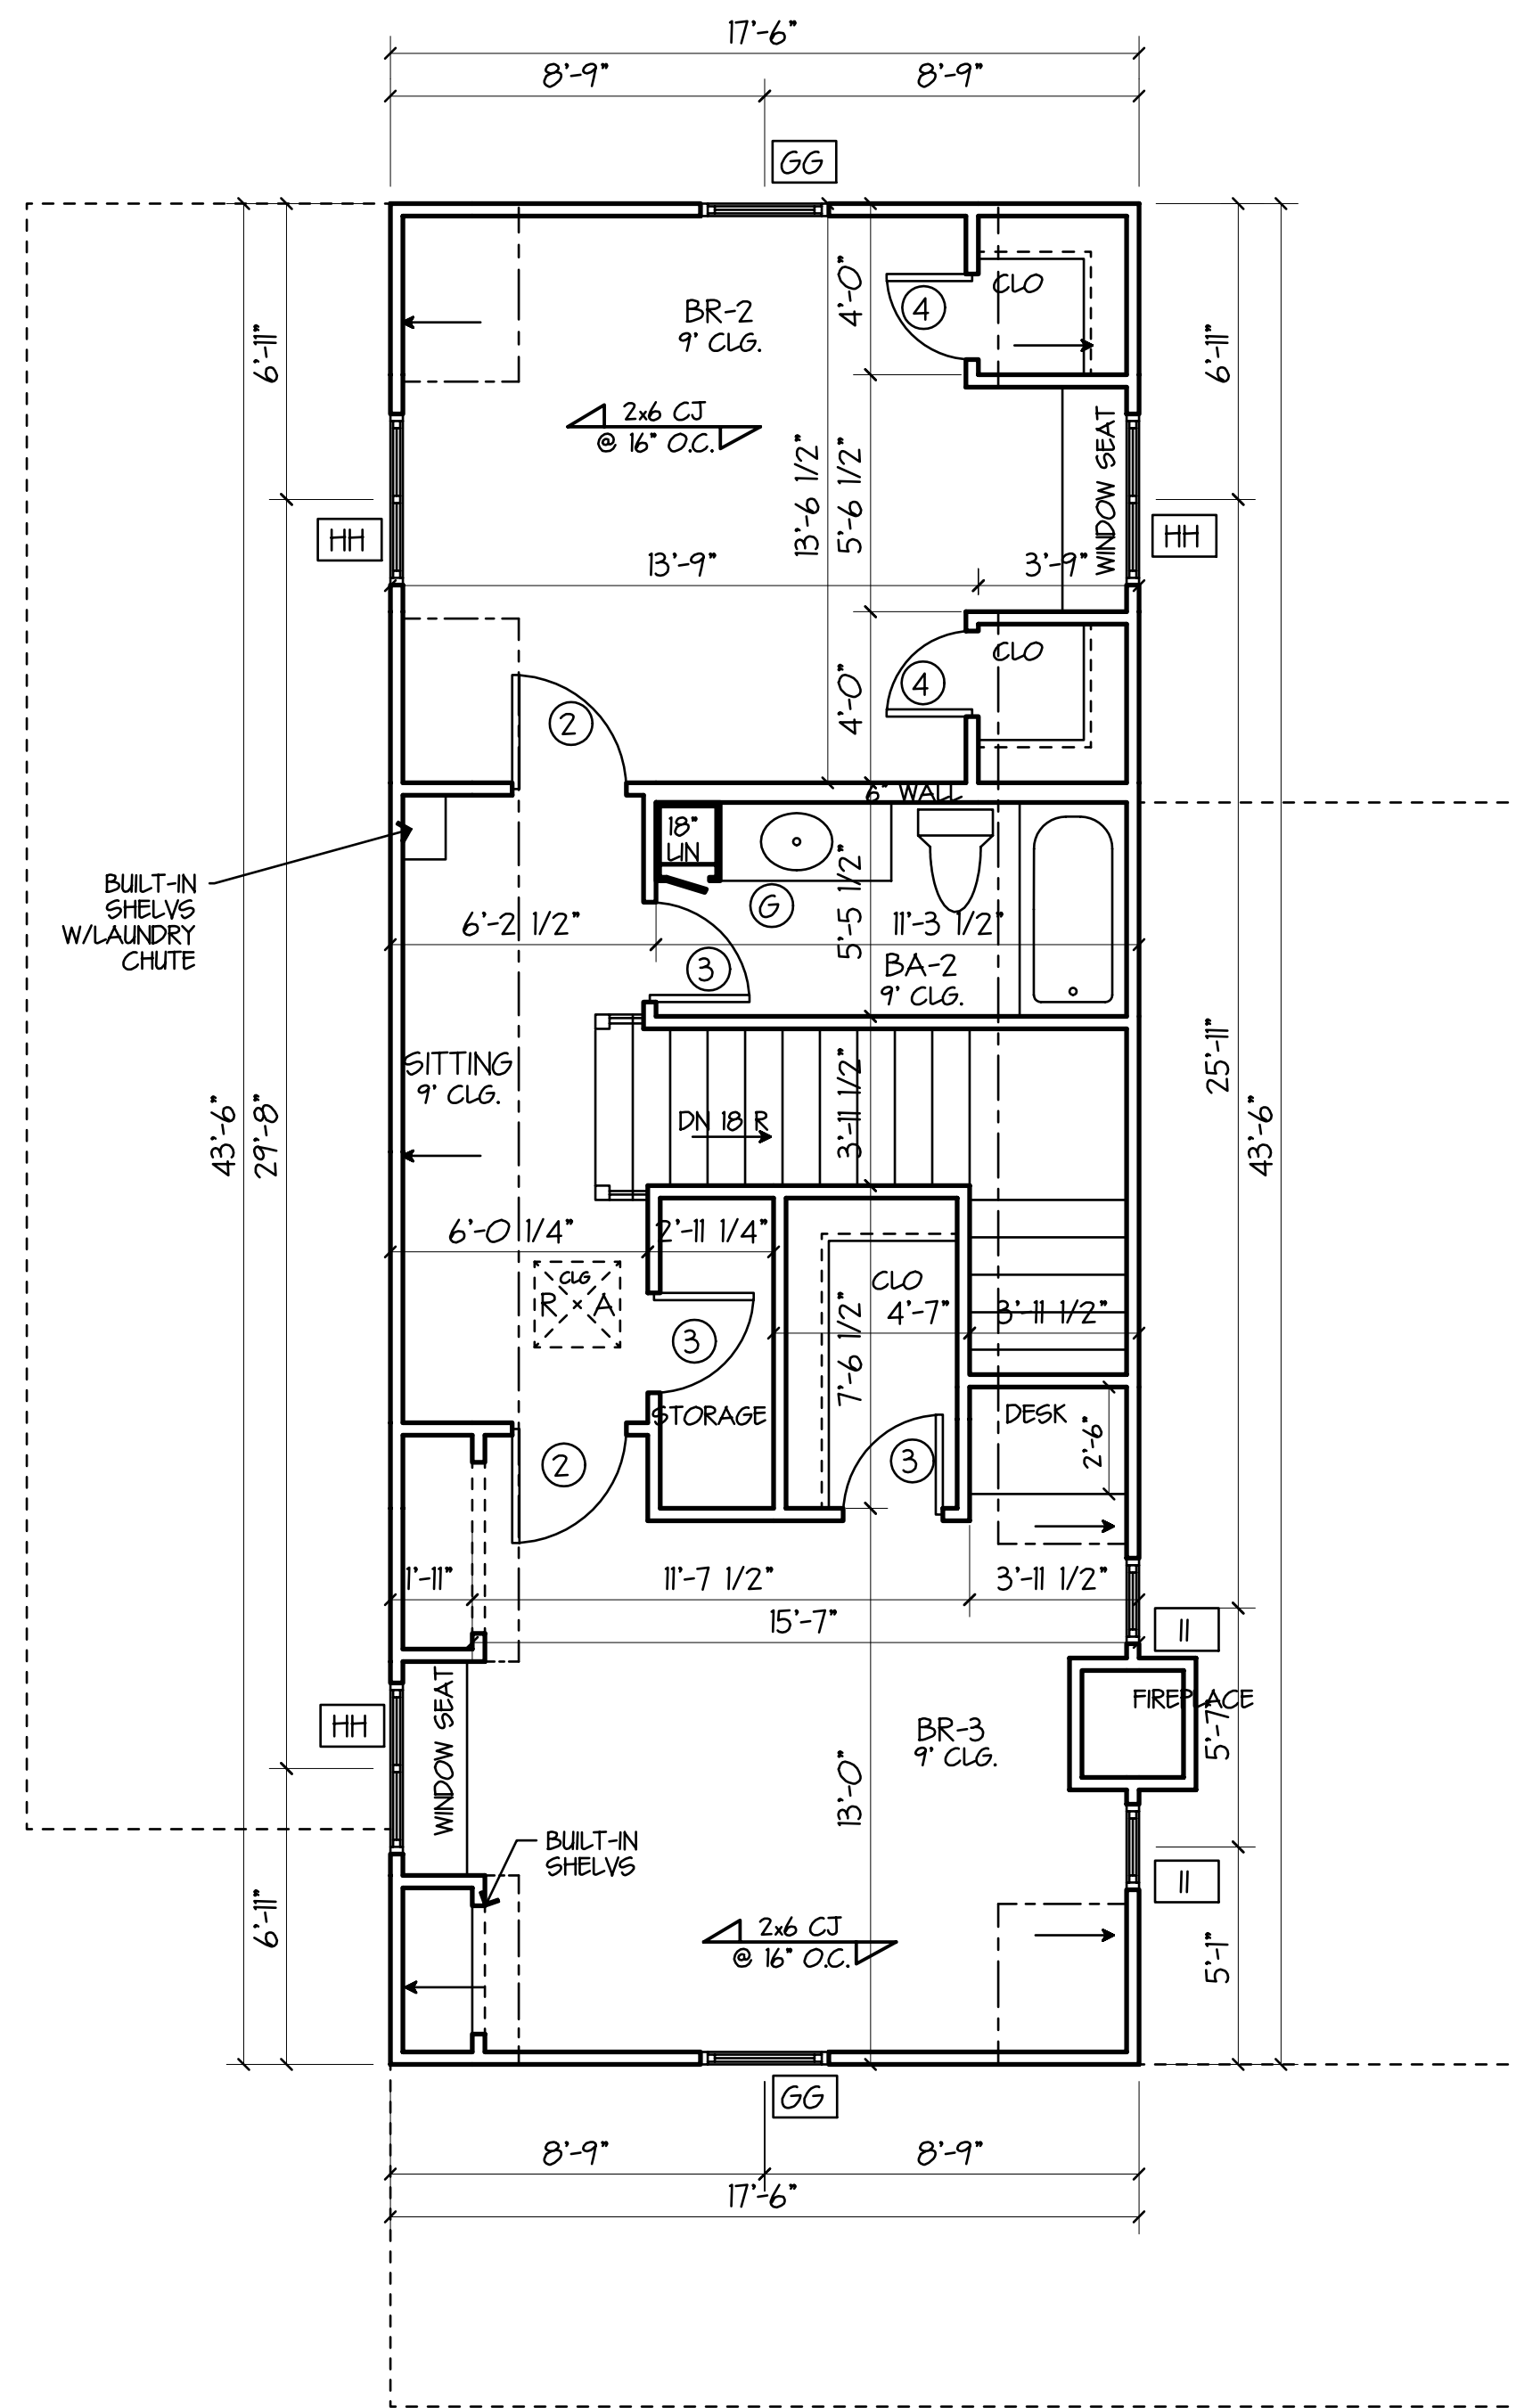 17'-6"
8'-9" 8'-9"
GG
CLO
4
4'-0"
6'-11"
6'-11"
BR-2
9' CLG.
2x6 CJ
@ 16" O.C.
WINDOW SEAT
13'-6 1/2"
5'-6 1/2"
HH
HH
13'-9"
3'-9"
CLO
4
4'-0"
2
6" WALL
18"
LIN
BUILT-IN
SHELVS
W/LAUNDRY
CHUTE
G
6'-2 1/2"
5'-5 1/2"
11'-3 1/2"
3
BA-2
9' CLG.
SITTING
9' CLG.
25'-11"
43'-6"
29'-8"
43'-6"
DN 18 R
3'-11 1/2"
6'-0 1/4"
2'-11 1/4"
CLG
R A
CLO
4'-7"
3'-11 1/2"
3
7'-6 1/2"
STORAGE
DESK
2'-6"
2
3
1'-11"
11'-7 1/2"
3'-11 1/2"
15'-7"
II
FIREPLACE
HH
WINDOW SEAT
BR-3
9' CLG.
5'-7"
13'-0"
BUILT-IN
SHELVS
II
6'-11"
2x6 CJ
@ 16" O.C.
5'-1"
GG
8'-9" 8'-9"
17'-6"